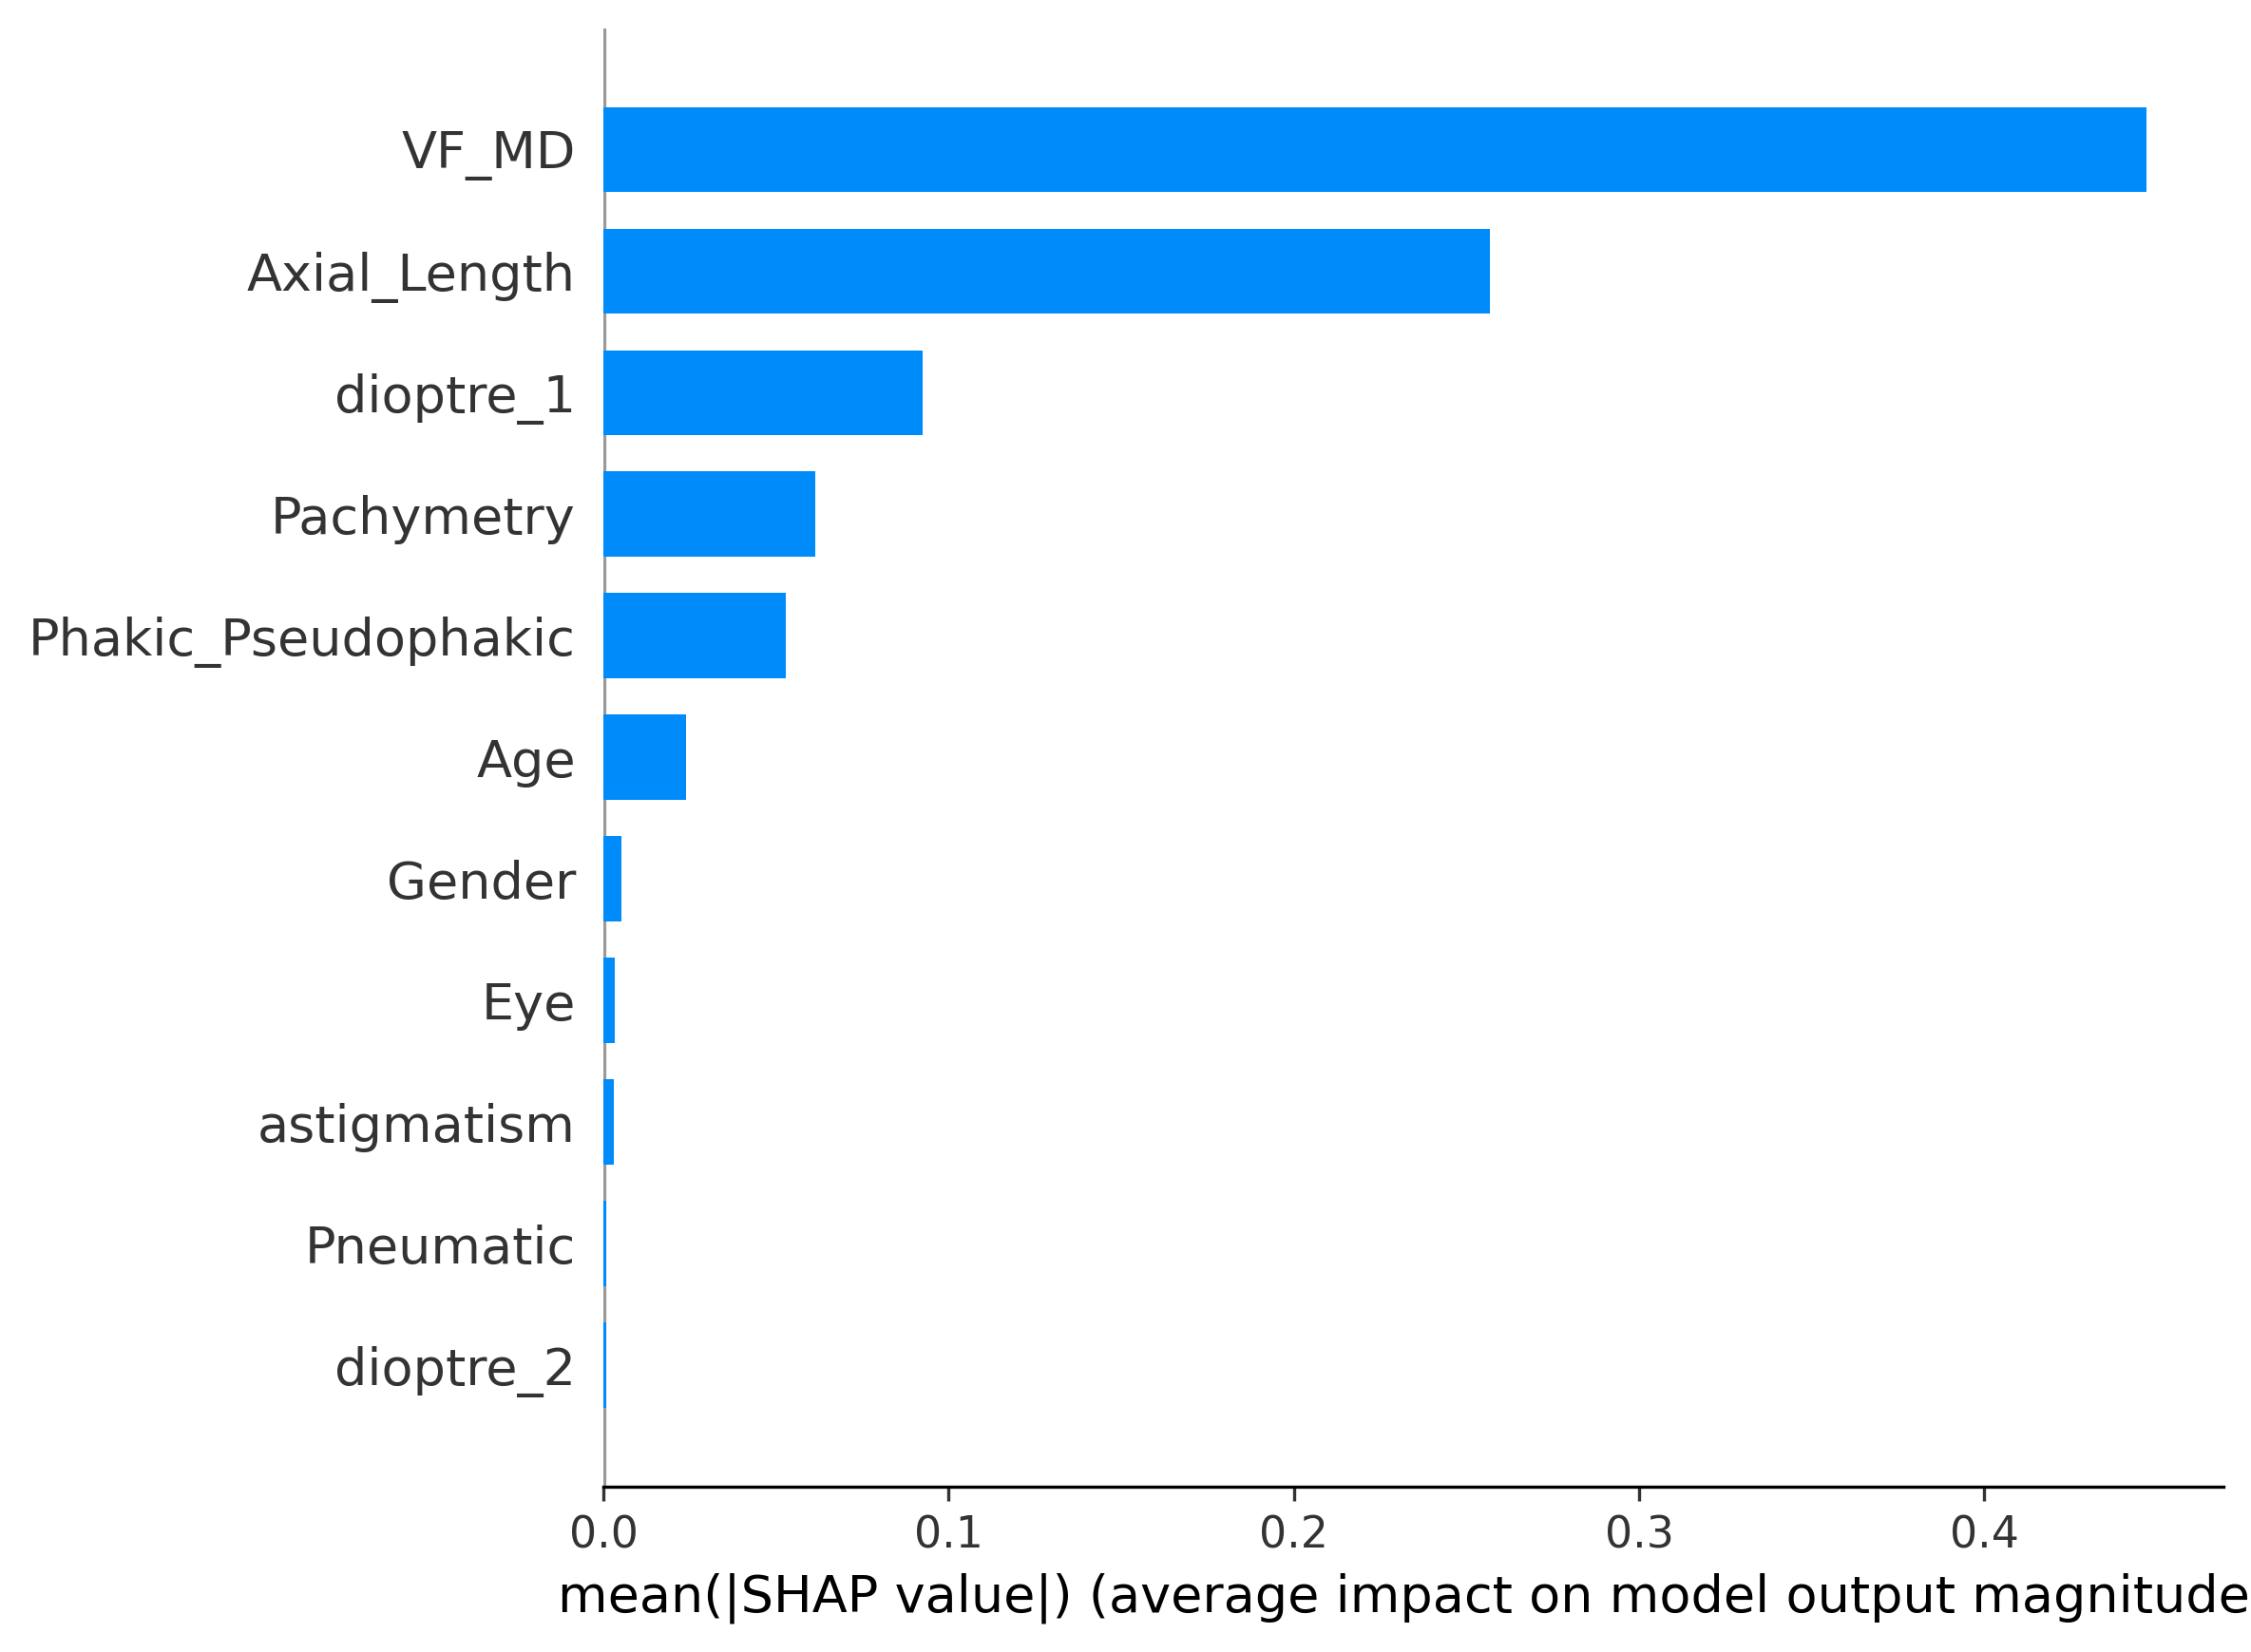 VF_MD
Axial_Length
dioptre_1
Pachymetry
Phakic_Pseudophakic
Age
Gender
Eye
astigmatism
Pneumatic
dioptre_2
0.0 0.1 0.2 0.3 0.4
mean(|SHAP value|) (average impact on model output magnitude